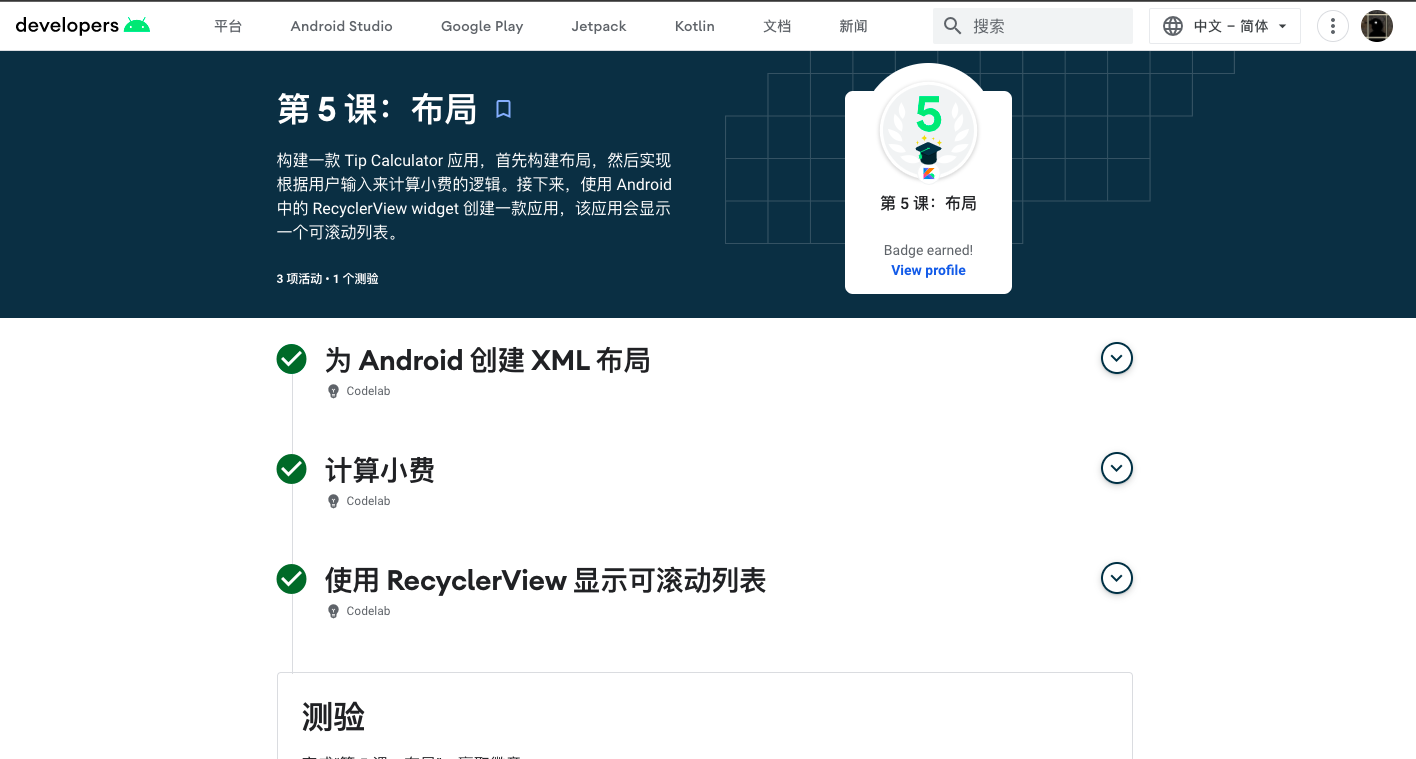 developers 平台 Android Studio Google Play Jetpack Kotlin 文档 新闻 搜索 中文 – 简体
第 5 课：布局
构建一款 Tip Calculator 应用，首先构建布局，然后实现
根据用户输入来计算小费的逻辑。接下来，使用 Android
中的 RecyclerView widget 创建一款应用，该应用会显示
一个可滚动列表。
3 项活动 • 1 个测验
5
第 5 课：布局
Badge earned!
View profile
为 Android 创建 XML 布局
Codelab
计算小费
Codelab
使用 RecyclerView 显示可滚动列表
Codelab
测验